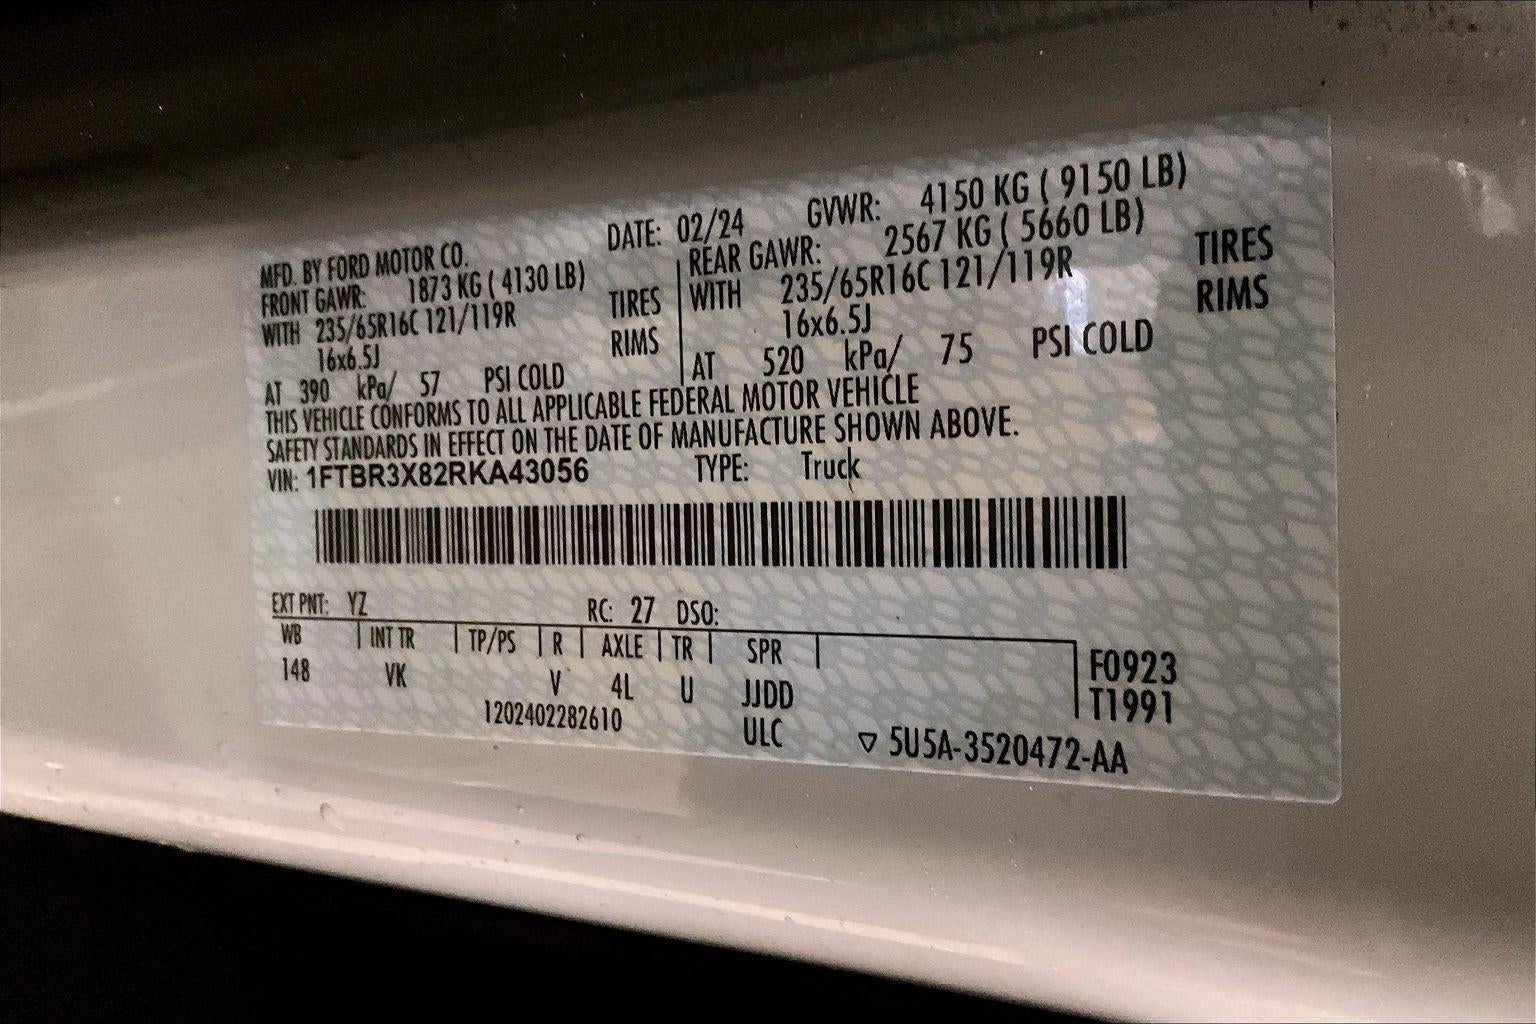 MFD. BY FORD MOTOR CO. DATE: 02/24 GVWR: 4150 KG ( 9150 LB)
FRONT GAWR: 1873 KG ( 4130 LB) REAR GAWR: 2567 KG ( 5660 LB)
WITH 235/65R16C 121/119R TIRES WITH 235/65R16C 121/119R TIRES
16x6.5J RIMS 16x6.5J RIMS
AT 390 kPa/ 57 PSI COLD AT 520 kPa/ 75 PSI COLD
THIS VEHICLE CONFORMS TO ALL APPLICABLE FEDERAL MOTOR VEHICLE
SAFETY STANDARDS IN EFFECT ON THE DATE OF MANUFACTURE SHOWN ABOVE.
VIN: 1FTBR3X82RKA43056 TYPE: Truck
EXT PNT: YZ RC: 27 DSO:
WB INT TR TP/PS R AXLE TR SPR F0923
148 VK V 4L U JJDD T1991
1202402282610 ULC ▽ 5U5A-3520472-AA